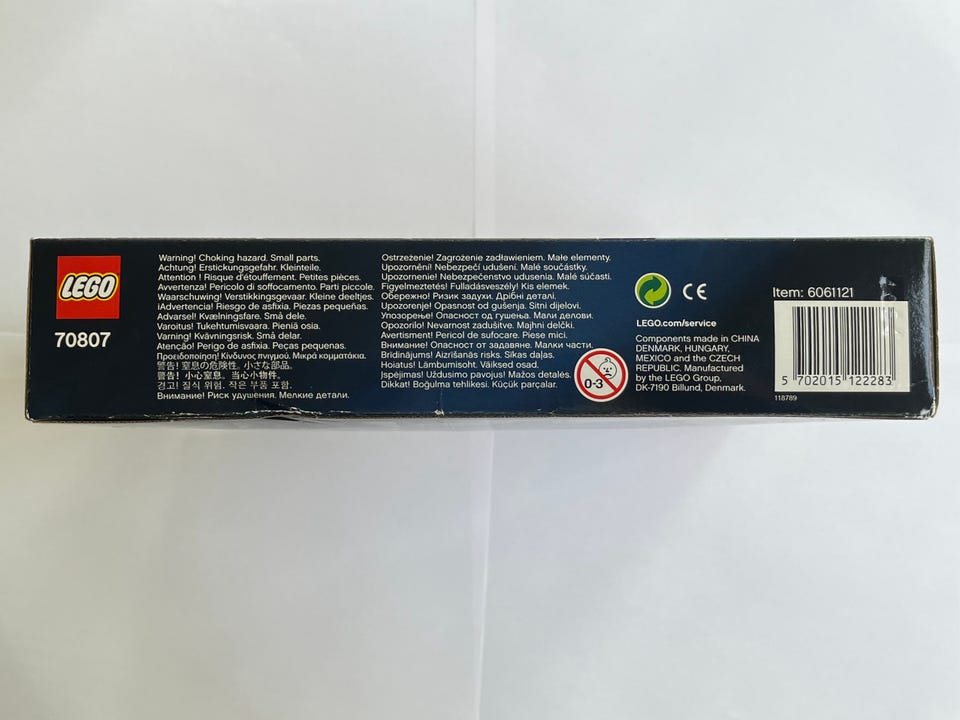 LEGO
70807
Warning! Choking hazard. Small parts.
Achtung! Erstickungsgefahr. Kleinteile.
Attention ! Risque d'étouffement. Petites pièces.
Avvertenza! Pericolo di soffocamento. Parti piccole.
Waarschuwing! Verstikkingsgevaar. Kleine deeltjes.
¡Advertencia! Riesgo de asfixia. Piezas pequeñas.
Advarsel! Kvælningsfare. Små dele.
Varoitus! Tukehtumisvaara. Pieniä osia.
Varning! Kvävningsrisk. Små delar.
Atenção! Perigo de asfixia. Peças pequenas.
Προειδοποίηση! Κίνδυνος πνιγμού. Μικρά κομματάκια.
警告! 窒息の危険性。小さな部品。
警告! 小心窒息。当心小物件。
경고! 질식 위험. 작은 부품 포함.
Внимание! Риск удушения. Мелкие детали.
Ostrzeżenie! Zagrożenie zadławieniem. Małe elementy.
Upozornění! Nebezpečí udušení. Malé součástky.
Upozornenie! Nebezpečenstvo udusenia. Malé súčasti.
Figyelmeztetés! Fulladásveszély! Kis elemek.
Обережно! Ризик задухи. Дрібні деталі.
Upozorenje! Opasnost od gušenja. Sitni dijelovi.
Упозорење! Опасност од гушења. Мали делови.
Opozorilo! Nevarnost zadušitve. Majhni delčki.
Avertisment! Pericol de sufocare. Piese mici.
Внимание! Опасност от задавяне. Малки части.
Brīdinājums! Aizrīšanās risks. Sīkas daļas.
Hoiatus! Lämbumisoht. Väiksed osad.
Įspėjimas! Uždusimo pavojus! Mažos detalės.
Dikkat! Boğulma tehlikesi. Küçük parçalar.
0-3
CE
LEGO.com/service
Components made in CHINA
DENMARK, HUNGARY,
MEXICO and the CZECH
REPUBLIC. Manufactured
by the LEGO Group,
DK-7190 Billund, Denmark.
Item: 6061121
5 702015 122283
118789